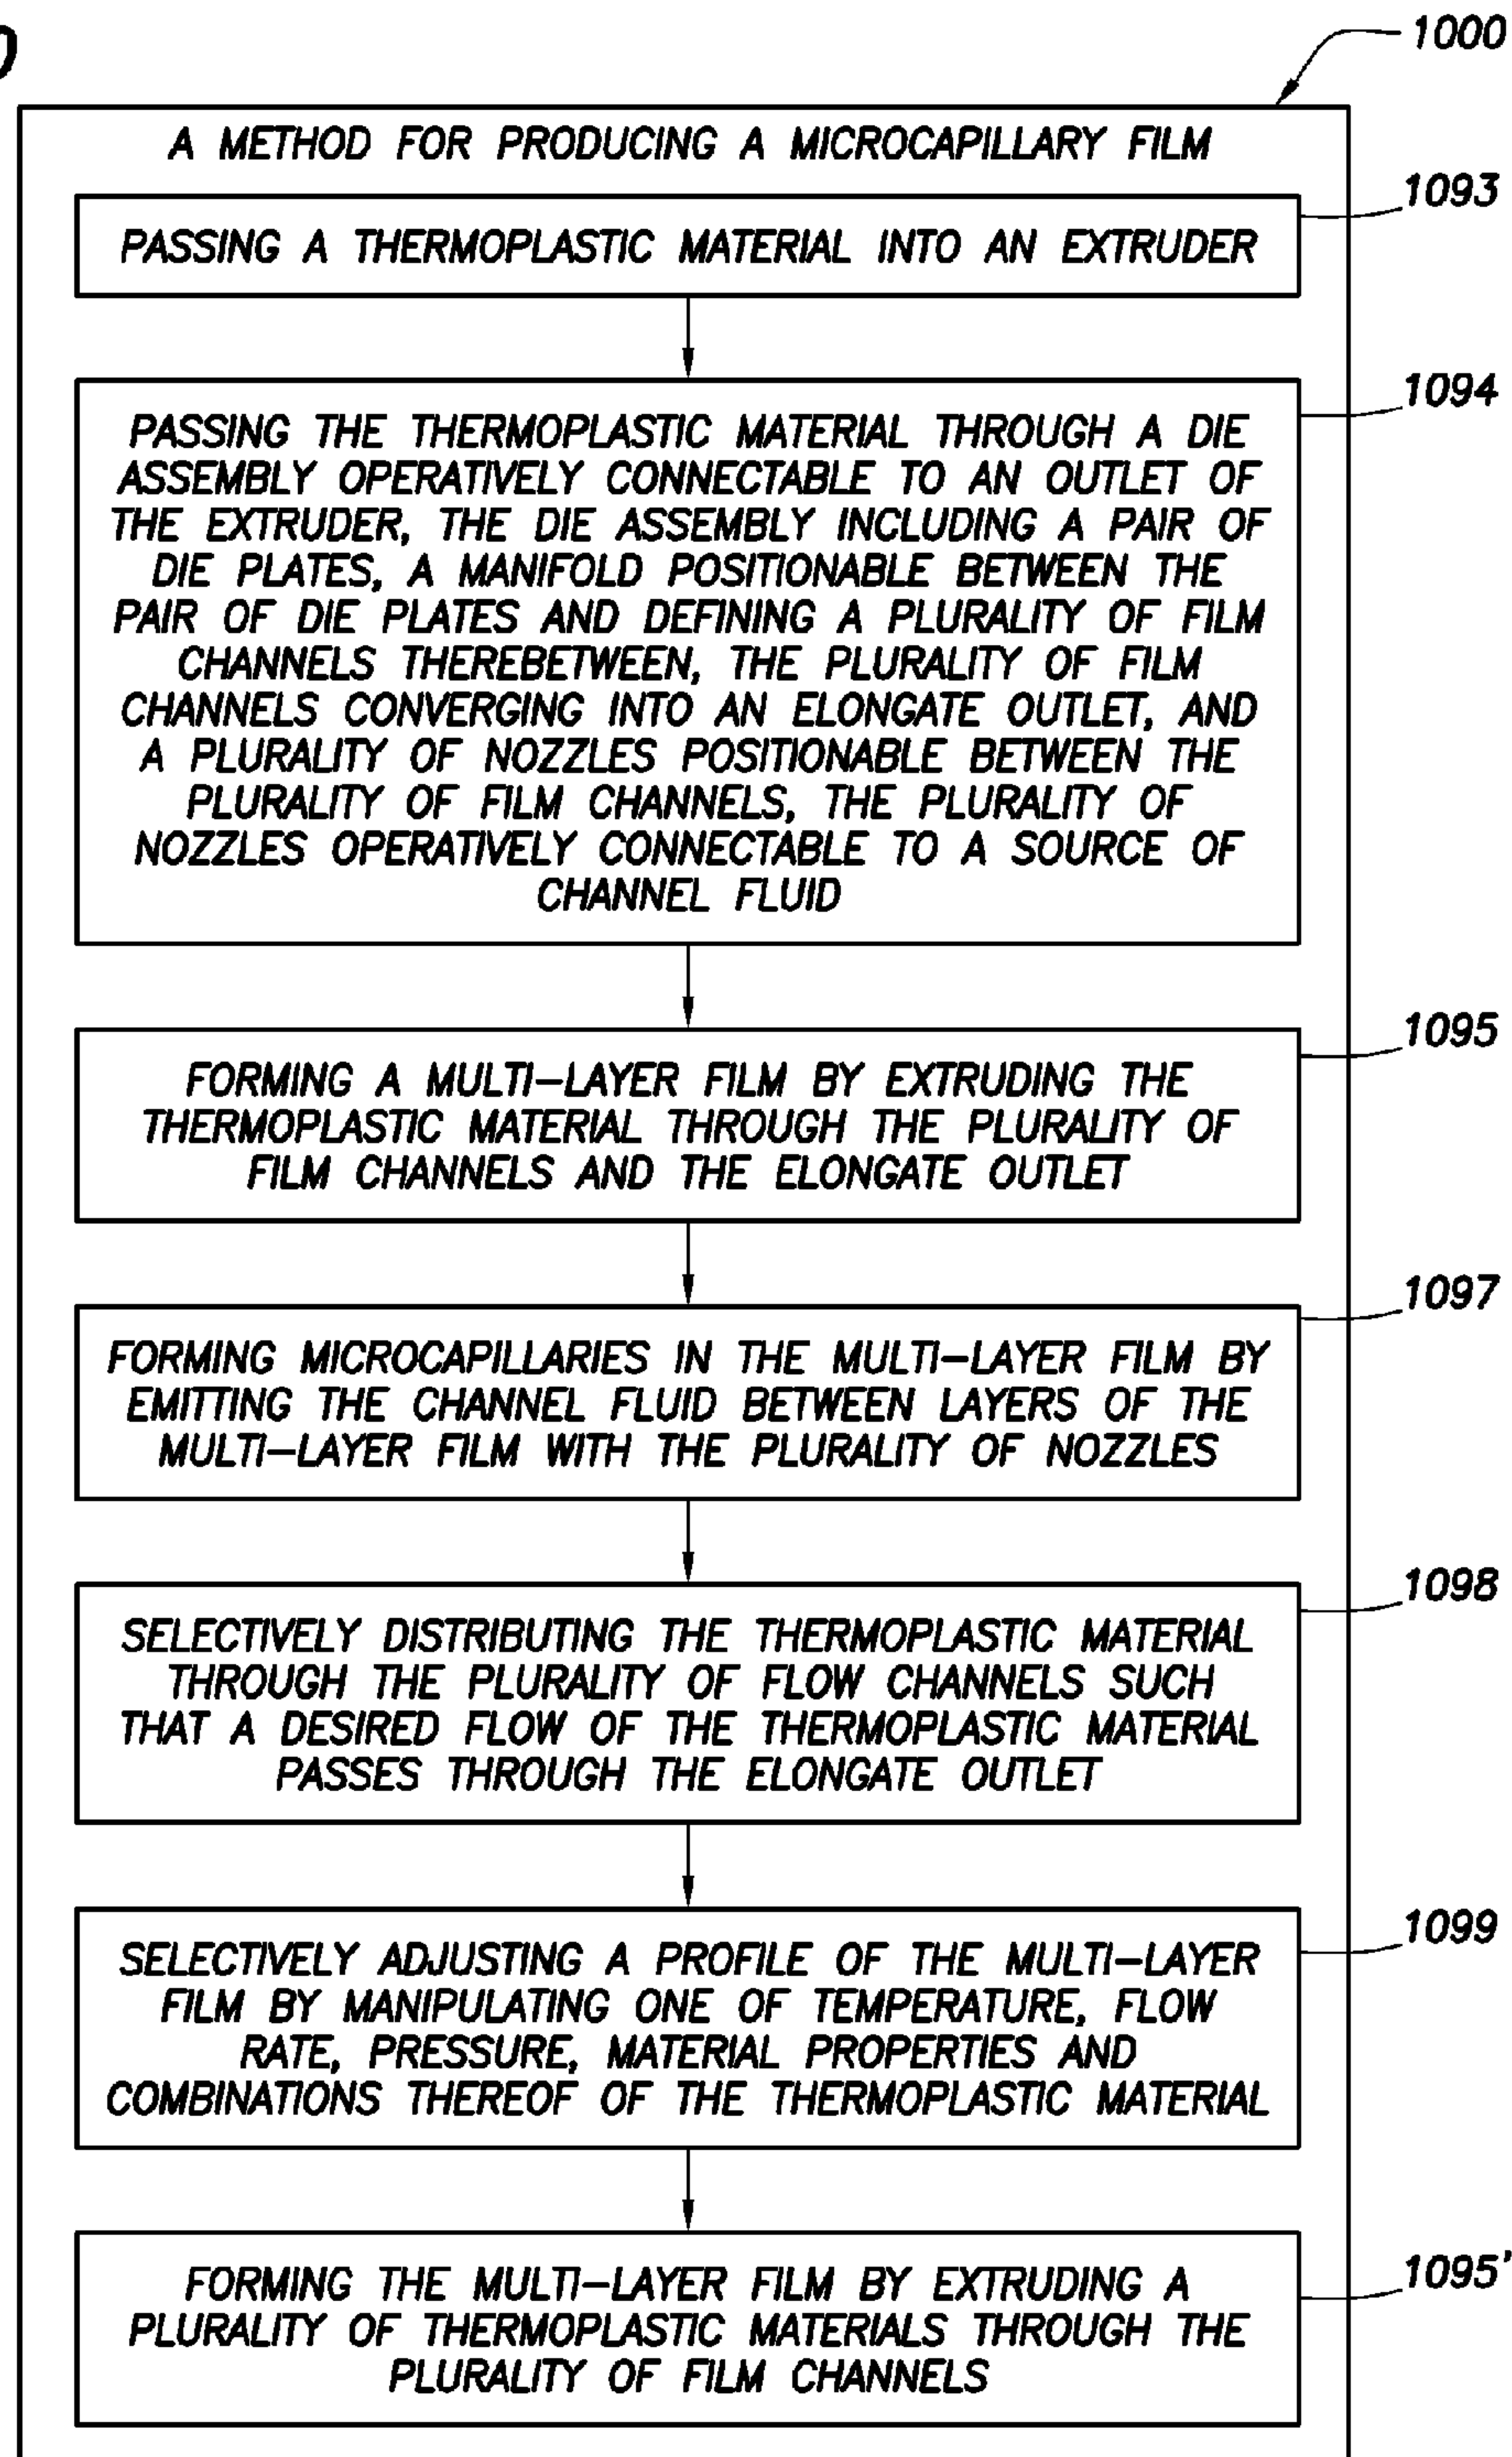 1000
A METHOD FOR PRODUCING A MICROCAPILLARY FILM
1093
PASSING A THERMOPLASTIC MATERIAL INTO AN EXTRUDER
1094
PASSING THE THERMOPLASTIC MATERIAL THROUGH A DIE
ASSEMBLY OPERATIVELY CONNECTABLE TO AN OUTLET OF
THE EXTRUDER, THE DIE ASSEMBLY INCLUDING A PAIR OF
DIE PLATES, A MANIFOLD POSITIONABLE BETWEEN THE
PAIR OF DIE PLATES AND DEFINING A PLURALITY OF FILM
CHANNELS THEREBETWEEN, THE PLURALITY OF FILM
CHANNELS CONVERGING INTO AN ELONGATE OUTLET, AND
A PLURALITY OF NOZZLES POSITIONABLE BETWEEN THE
PLURALITY OF FILM CHANNELS, THE PLURALITY OF
NOZZLES OPERATIVELY CONNECTABLE TO A SOURCE OF
CHANNEL FLUID
1095
FORMING A MULTI-LAYER FILM BY EXTRUDING THE
THERMOPLASTIC MATERIAL THROUGH THE PLURALITY OF
FILM CHANNELS AND THE ELONGATE OUTLET
1097
FORMING MICROCAPILLARIES IN THE MULTI-LAYER FILM BY
EMITTING THE CHANNEL FLUID BETWEEN LAYERS OF THE
MULTI-LAYER FILM WITH THE PLURALITY OF NOZZLES
1098
SELECTIVELY DISTRIBUTING THE THERMOPLASTIC MATERIAL
THROUGH THE PLURALITY OF FLOW CHANNELS SUCH
THAT A DESIRED FLOW OF THE THERMOPLASTIC MATERIAL
PASSES THROUGH THE ELONGATE OUTLET
1099
SELECTIVELY ADJUSTING A PROFILE OF THE MULTI-LAYER
FILM BY MANIPULATING ONE OF TEMPERATURE, FLOW
RATE, PRESSURE, MATERIAL PROPERTIES AND
COMBINATIONS THEREOF OF THE THERMOPLASTIC MATERIAL
1095'
FORMING THE MULTI-LAYER FILM BY EXTRUDING A
PLURALITY OF THERMOPLASTIC MATERIALS THROUGH THE
PLURALITY OF FILM CHANNELS